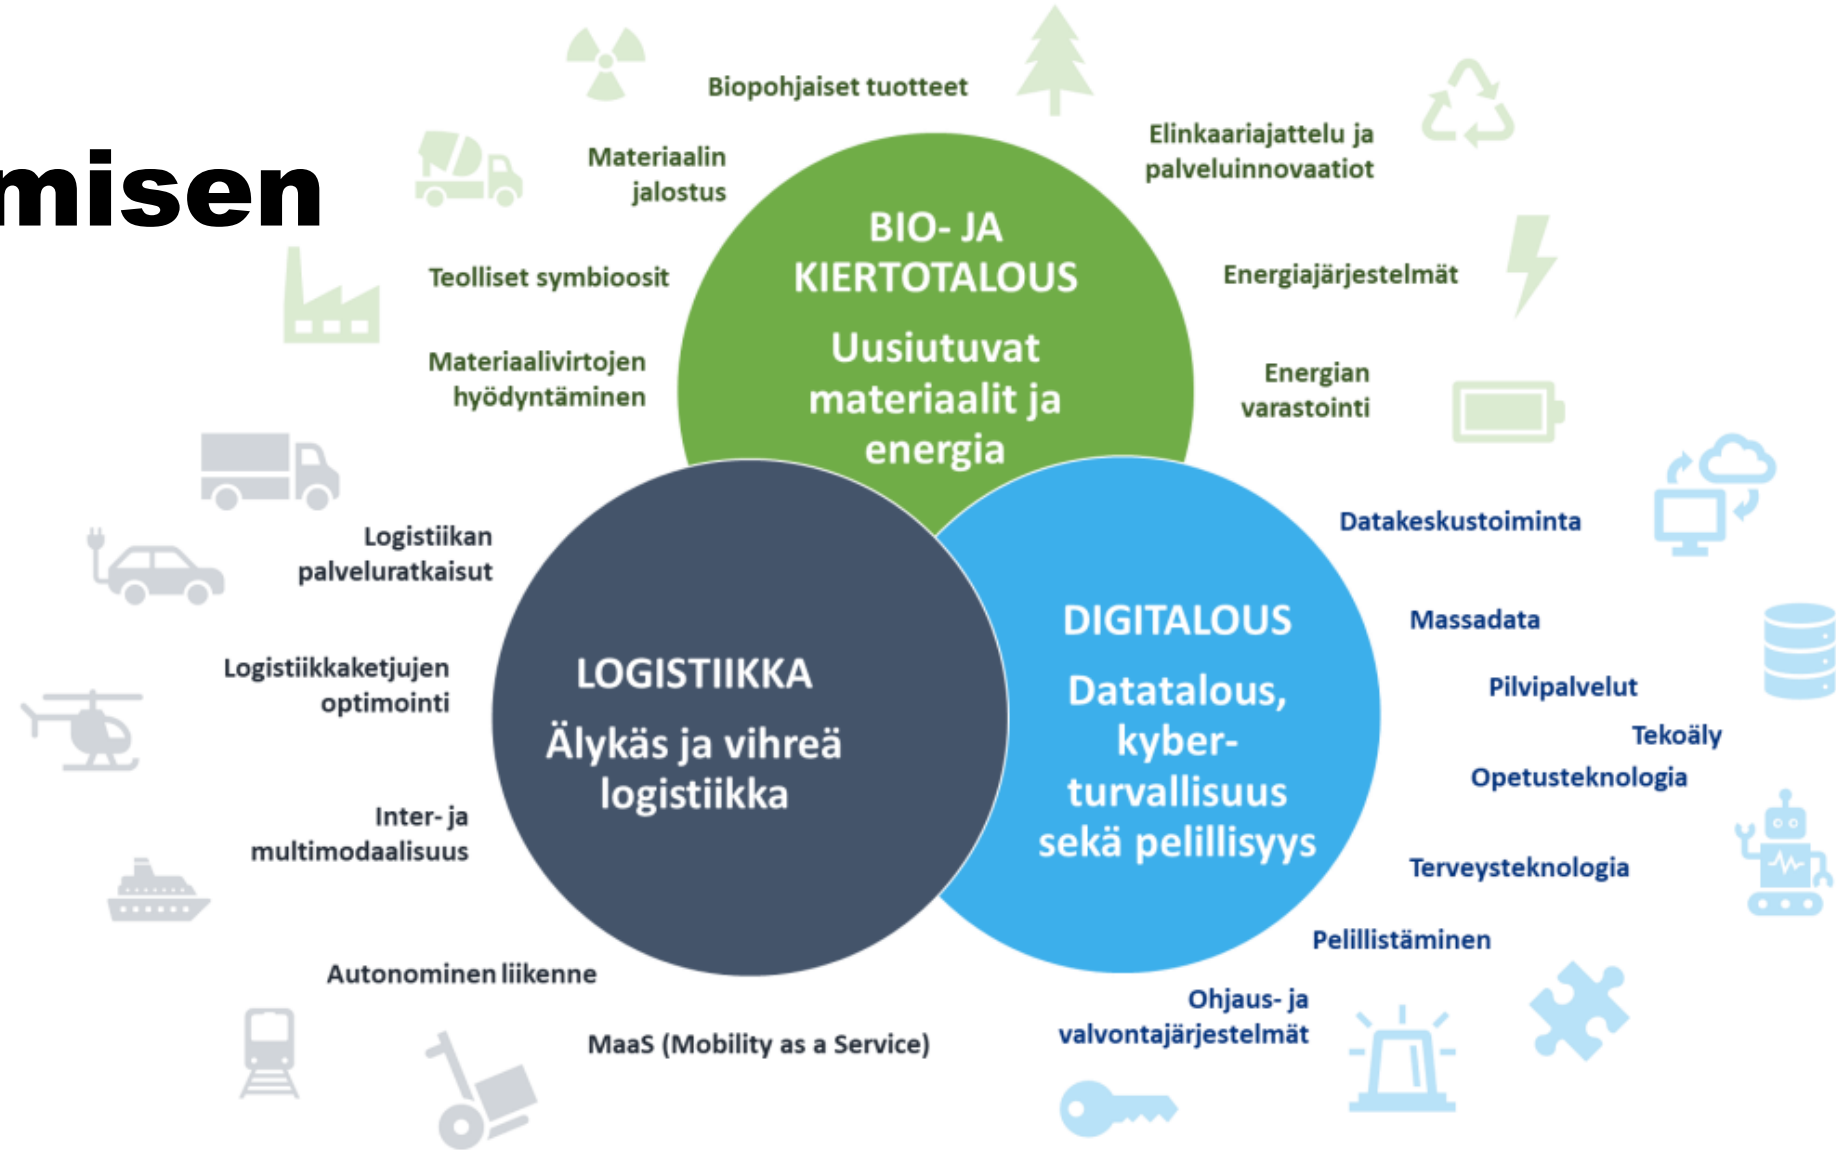 misen
Biopohjaiset tuotteet
Materiaalin
jalostus
Teolliset symbioosit
Materiaalivirtojen
hyödyntäminen
Elinkaariajattelu ja
palveluinnovaatiot
Energiajärjestelmät
Energian
varastointi
BIO- JA
KIERTOTALOUS
Uusiutuvat
materiaalit ja
energia
Logistiikan
palveluratkaisut
Logistiikkaketjujen
optimointi
Inter- ja
multimodaalisuus
Autonominen liikenne
MaaS (Mobility as a Service)
LOGISTIIKKA
Älykäs ja vihreä
logistiikka
DIGITALOUS
Datatalous,
kyber-
turvallisuus
sekä pelillisyys
Datakeskustoiminta
Massadata
Pilvipalvelut
Tekoäly
Opetusteknologia
Terveysteknologia
Pelillistäminen
Ohjaus- ja
valvontajärjestelmät